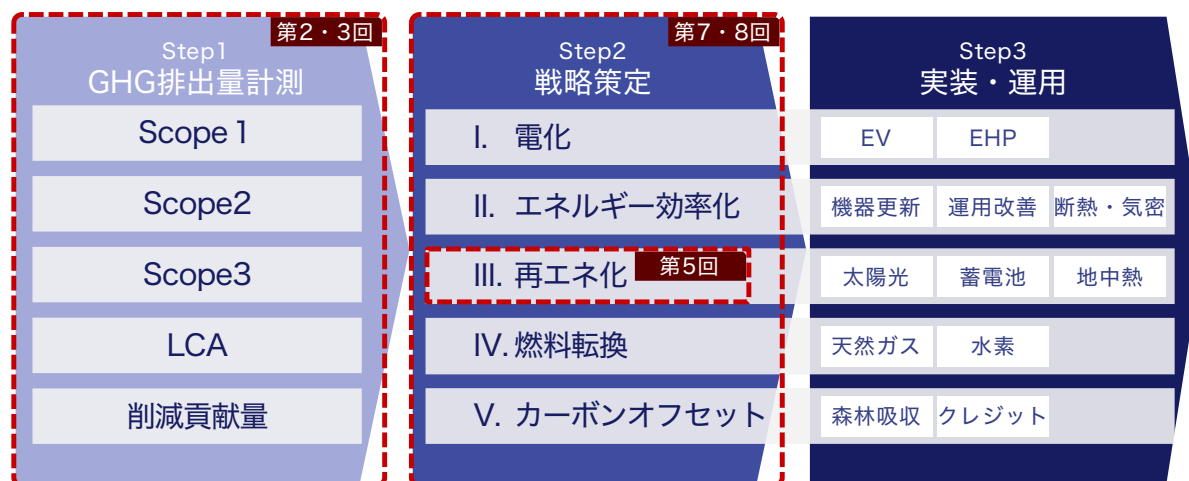 第2・3回
Step1
GHG排出量計測
Scope 1
Scope2
Scope3
LCA
削減貢献量
第7・8回
Step2
戦略策定
I. 電化
II. エネルギー効率化
III. 再エネ化
第5回
IV. 燃料転換
V. カーボンオフセット
Step3
実装・運用
EV EHP
機器更新 運用改善 断熱・気密
太陽光 蓄電池 地中熱
天然ガス 水素
森林吸収 クレジット